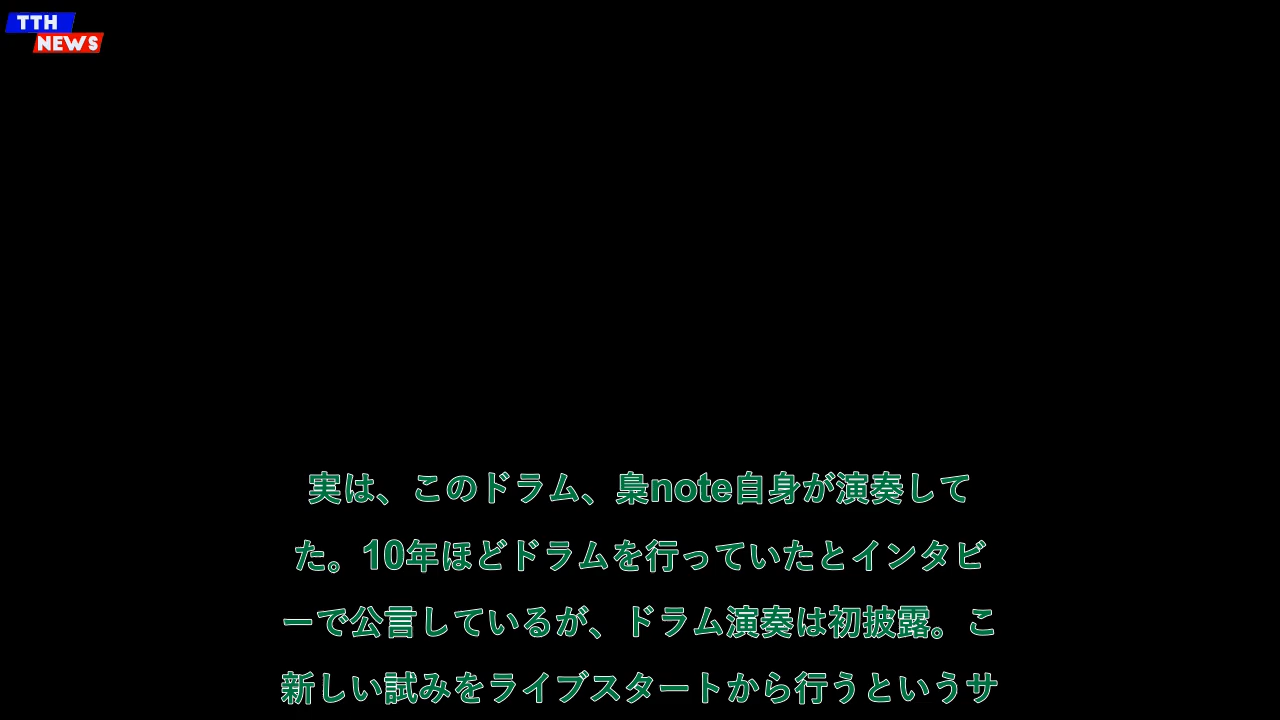 TTH
NEWS
実は、このドラム、梟note自身が演奏して
た。10年ほどドラムを行っていたとインタビ
ーで公言しているが、ドラム演奏は初披露。こ
新しい試みをライブスタートから行うというサ